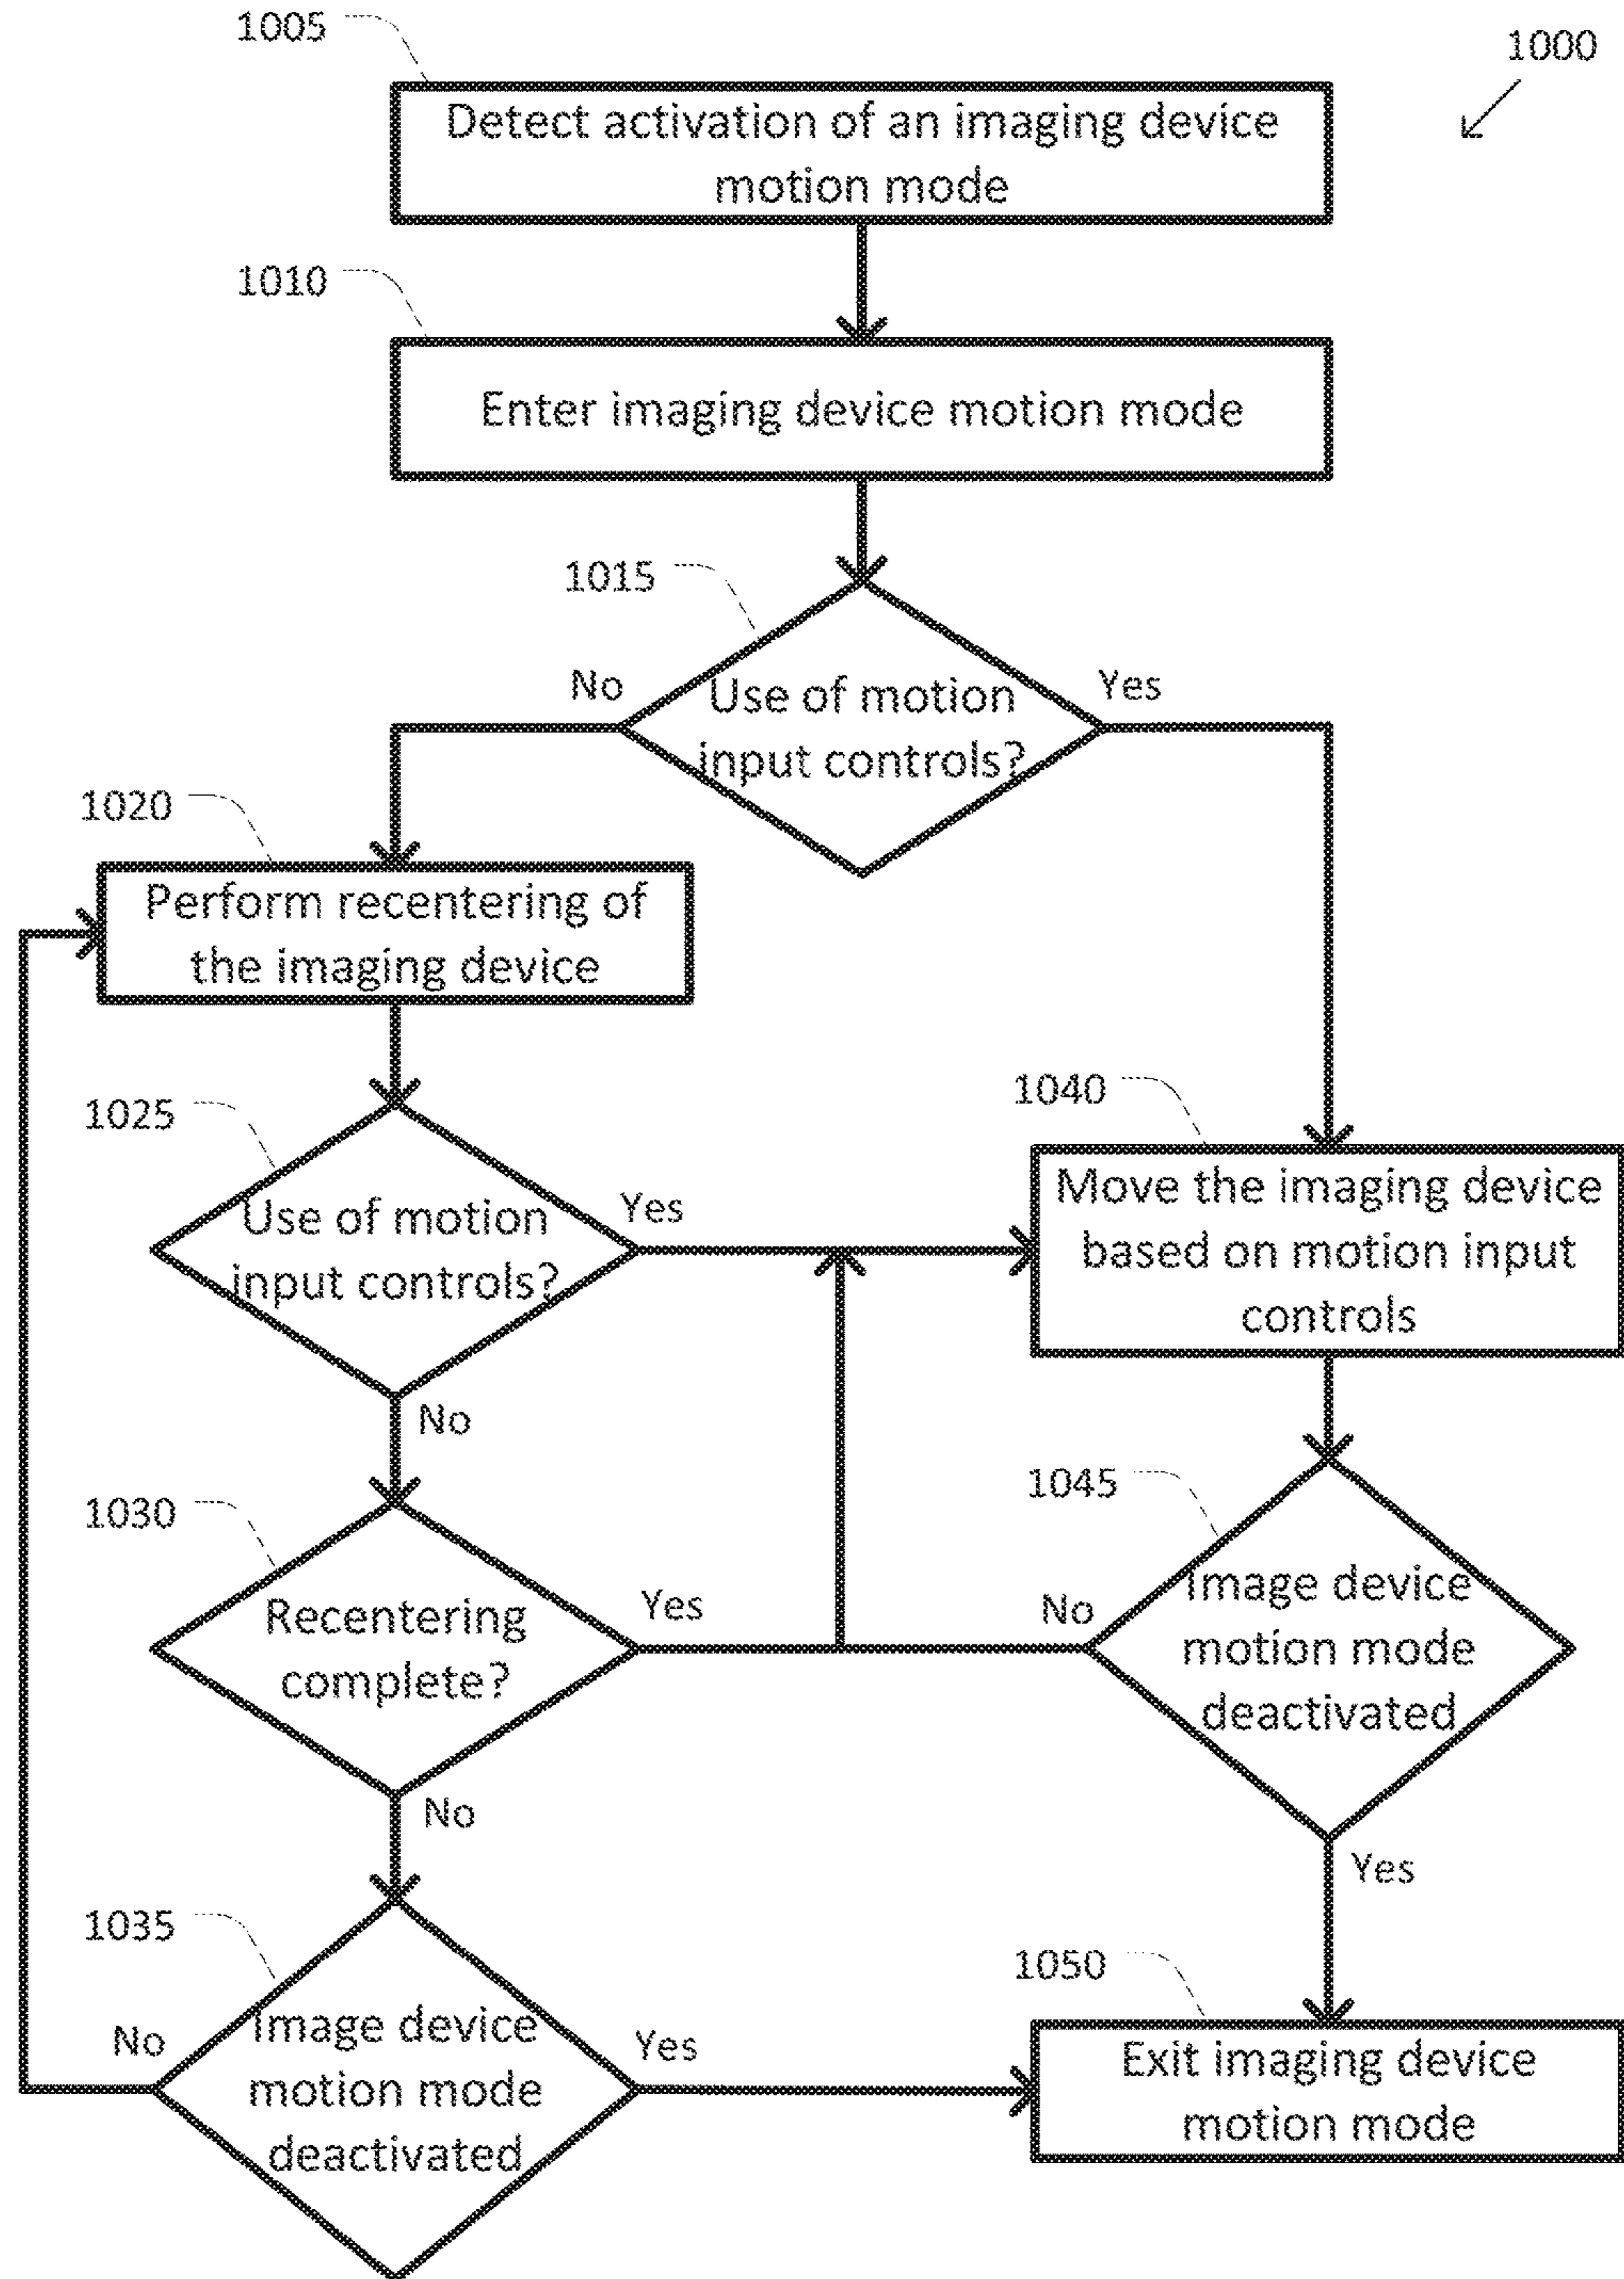 1005
1000
Detect activation of an imaging device
motion mode
1010
Enter imaging device motion mode
1015
No
Yes
Use of motion
input controls?
1020
Perform recentering of
the imaging device
1025
Use of motion
input controls?
Yes
No
1040
Move the imaging device
based on motion input
controls
1030
Recentering
complete?
Yes
No
1045
No
Image device
motion mode
deactivated
Yes
1035
No
Image device
motion mode
deactivated
Yes
1050
Exit imaging device
motion mode